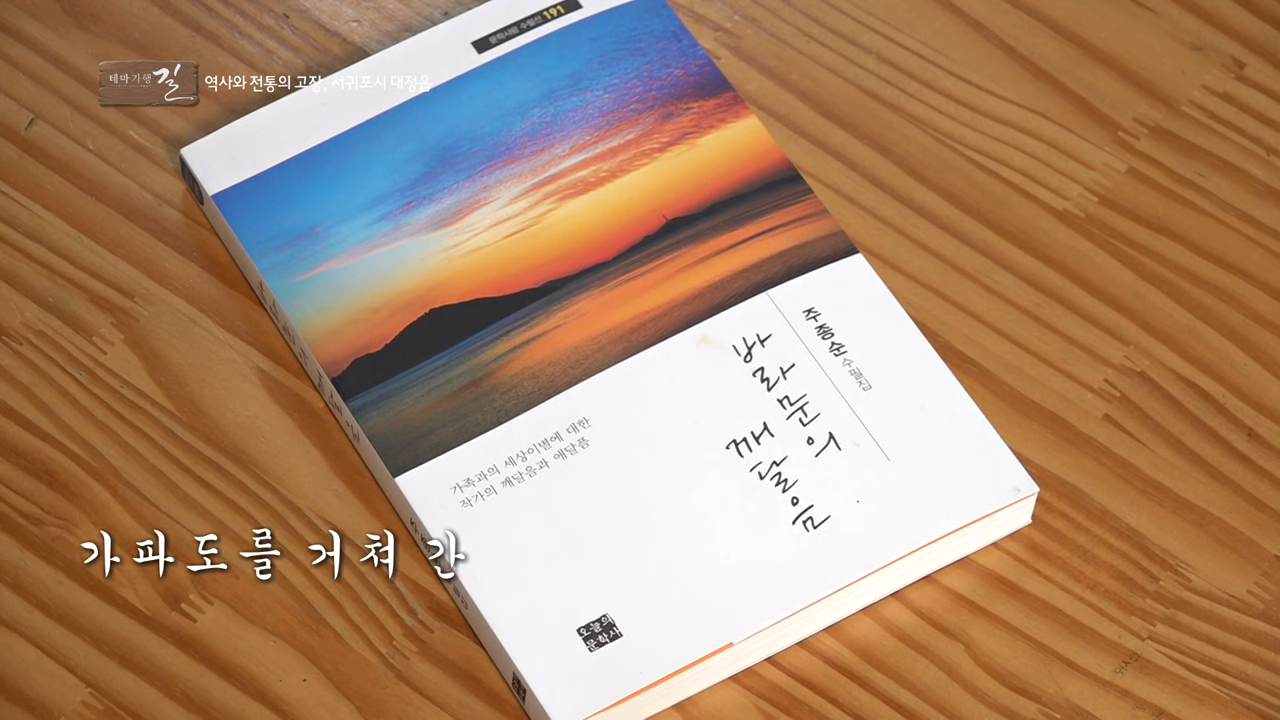 테마기행 길
역사와 전통의 고장, 서귀포시 대정읍
문학사랑 수필선 191
주종순 수필집
바라문의
깨달음
가족과의 세상이별에 대한
작가의 깨달음과 애달픔
가파도를 거쳐 간
오늘의
문학사